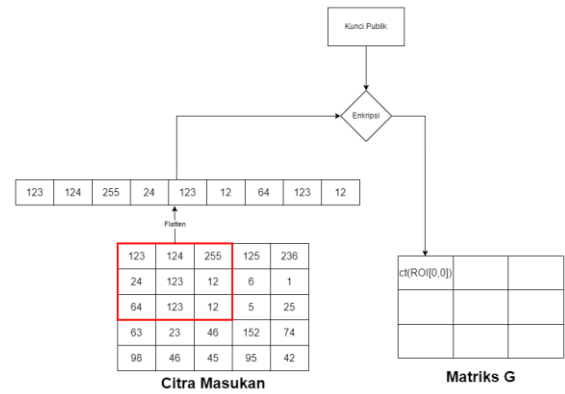 Kunci Publik
Enkripsi
123 124 255 24 123 12 64 123 12
Flatten
123 124 255 125 236
24 123 12 6 1
64 123 12 5 25
63 23 46 152 74
98 46 45 95 42
Citra Masukan
ct(ROI[0,0])
Matriks G